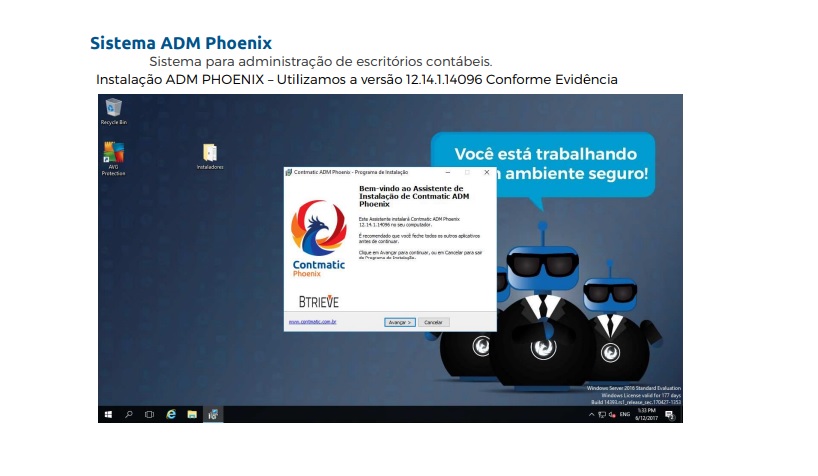 Sistema ADM Phoenix
Sistema para administração de escritórios contábeis.
Instalação ADM PHOENIX – Utilizamos a versão 12.14.1.14096 Conforme Evidência
Recycle Bin
AVG
Protection
Instaladores
Você está trabalhando
ambiente seguro!
Contmatic ADM Phoenix - Programa de Instalação
Bem-vindo ao Assistente de
Instalação de Contmatic ADM
Phoenix
Este Assistente instalará Contmatic ADM Phoenix
12.14.1.14096 no seu computador.
É recomendado que você feche todos os outros aplicativos
antes de continuar.
Clique em Avançar para continuar, ou em Cancelar para sair
do Programa de Instalação.
Contmatic
Phoenix
BTRIEVE
www.contmatic.com.br
Avançar >
Cancelar
Windows Server 2016 Standard Evaluation
Windows License valid for 177 days
Build 14393.rs1_release_sec.170427-1353
ENG
1:33 PM
6/12/2017